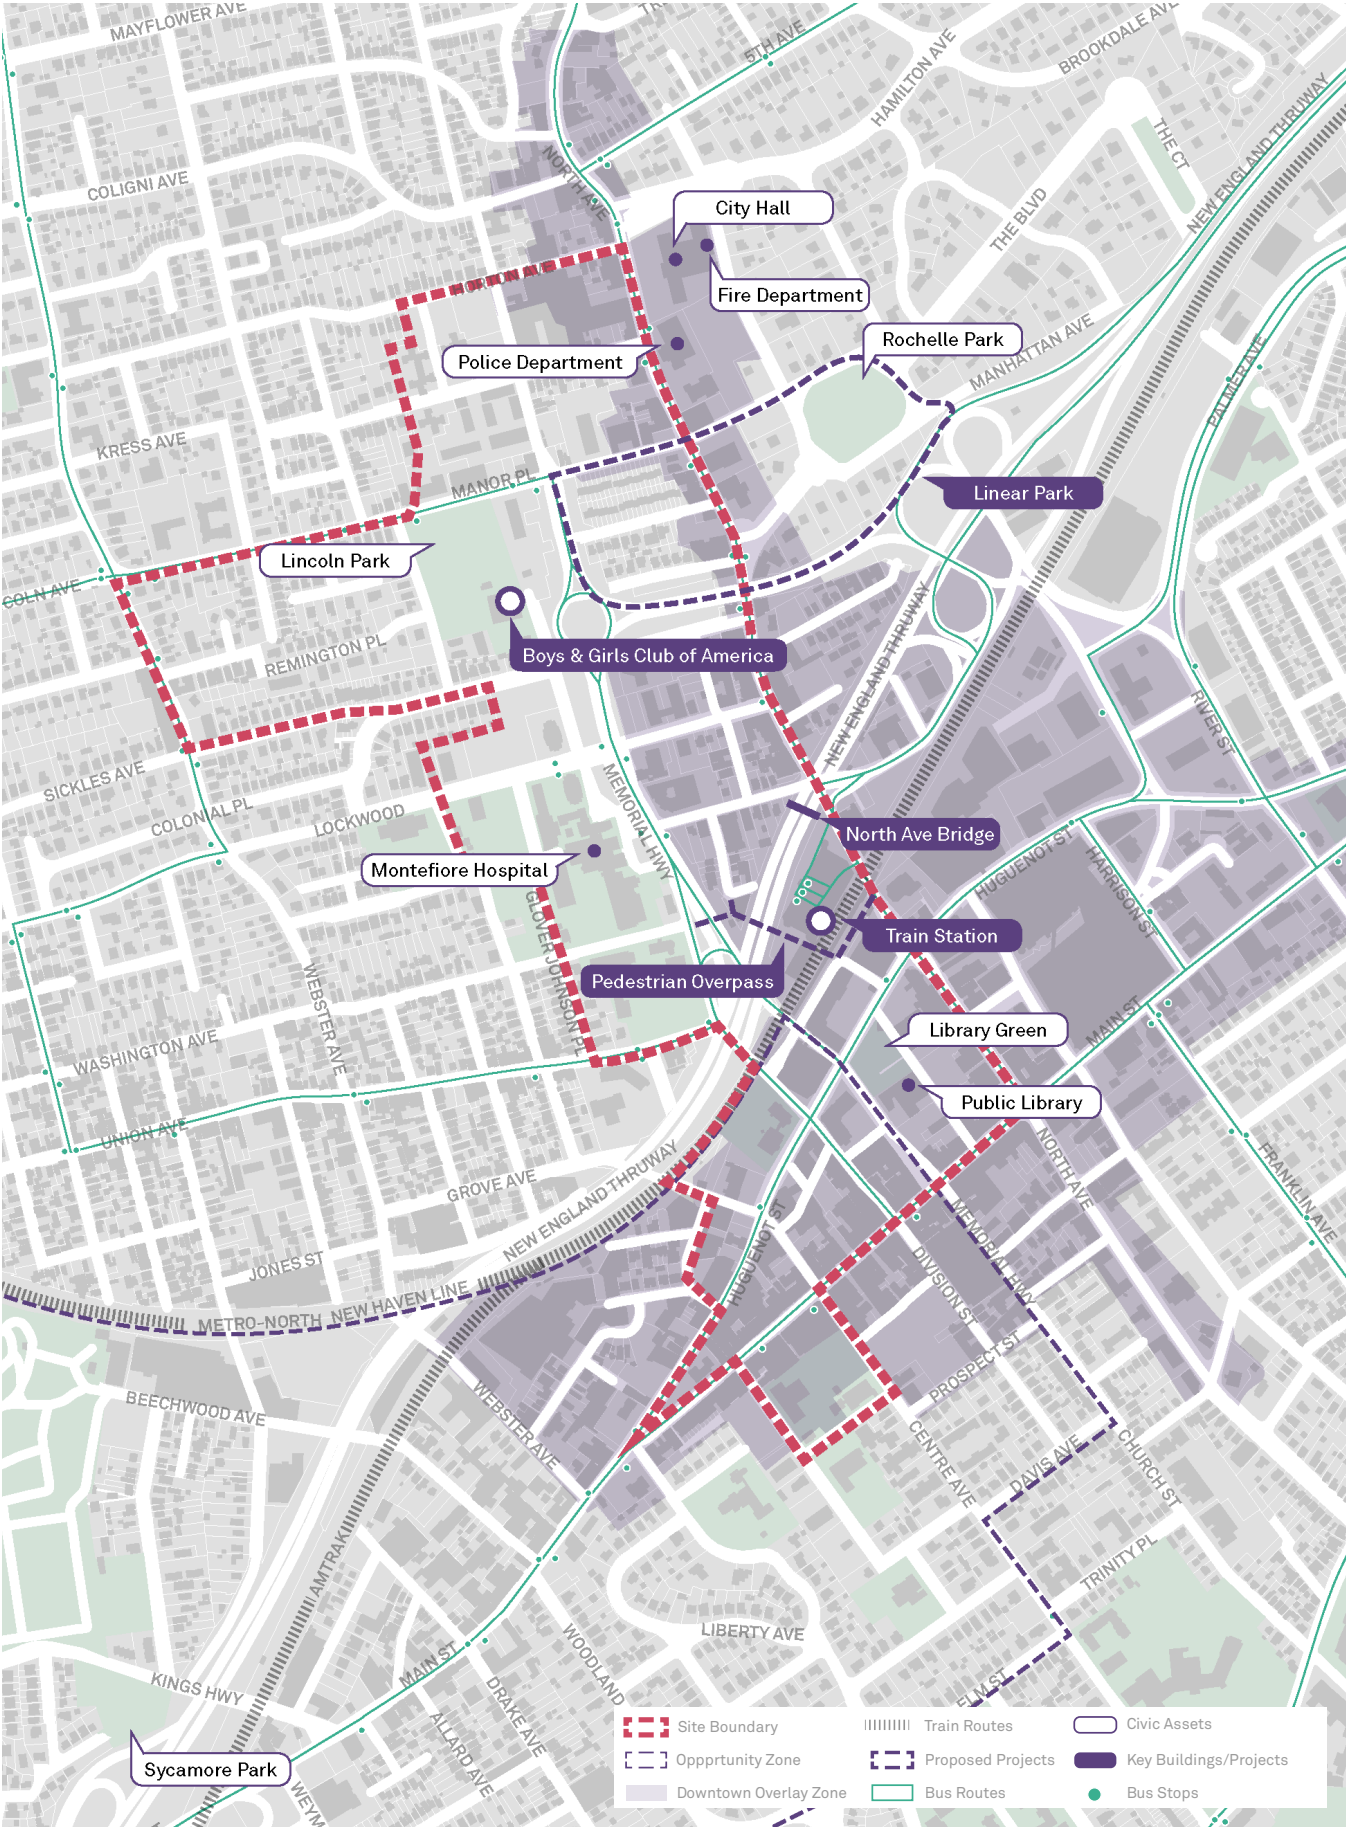 MAYFLOWER AVE
5TH AVE
HAMILTON AVE
BROOKDALE AVE
THE CT
NEW ENGLAND THRUWAY
COLIGNI AVE
NORTH AVE
City Hall
THE BLVD
Fire Department
HORTON AVE
Rochelle Park
Police Department
MANHATTAN AVE
PALMER AVE
KRESS AVE
MANOR PL
Linear Park
Lincoln Park
COLN AVE
Boys & Girls Club of America
REMINGTON PL
NEW ENGLAND THRUWAY
RIVER ST
SICKLES AVE
COLONIAL PL
LOCKWOOD
MEMORIAL HWY
North Ave Bridge
HUGUENOT ST
HARRISON ST
Montefiore Hospital
GLOVER JOHNSON PL
Train Station
Pedestrian Overpass
WEBSTER AVE
Library Green
MAIN ST
WASHINGTON AVE
Public Library
UNION AVE
NORTH AVE
FRANKLIN AVE
GROVE AVE
NEW ENGLAND THRUWAY
MEMORIAL HWY
JONES ST
HUGUENOT ST
DIVISION ST
METRO-NORTH NEW HAVEN LINE
PROSPECT ST
BEECHWOOD AVE
WEBSTER AVE
CENTRE AVE
DAVIS AVE
CHURCH ST
AMTRAK
TRINITY PL
LIBERTY AVE
WOODLAND
MAIN ST
KINGS HWY
DRAKE AVE
ELM ST
ALLARD AVE
Sycamore Park
WEYM
Site Boundary
Train Routes
Civic Assets
Oppprtunity Zone
Proposed Projects
Key Buildings/Projects
Downtown Overlay Zone
Bus Routes
Bus Stops